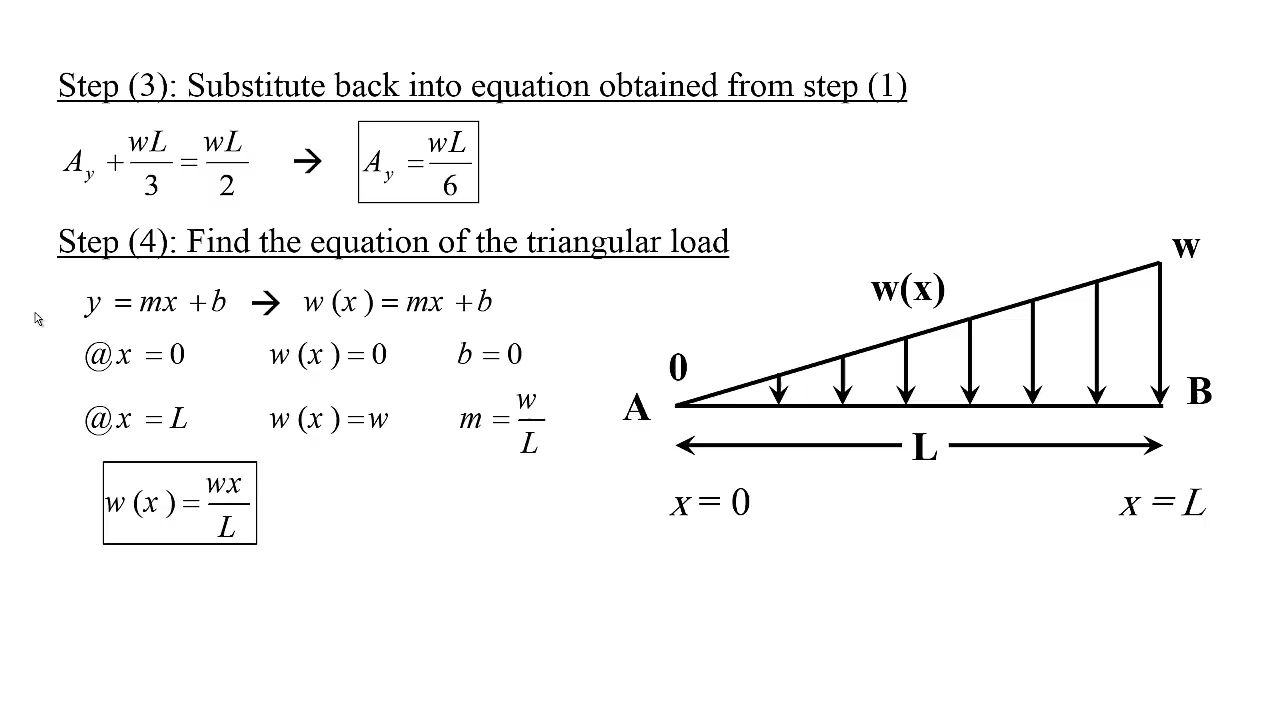 Step (3): Substitute back into equation obtained from step (1)
A_y + wL/3 = wL/2 → A_y = wL/6
Step (4): Find the equation of the triangular load
y = mx + b → w(x) = mx + b
@x = 0 w(x) = 0 b = 0
@x = L w(x) = w m = w/L
w(x) = wx/L
w
w(x)
0
A
B
L
x = 0
x = L